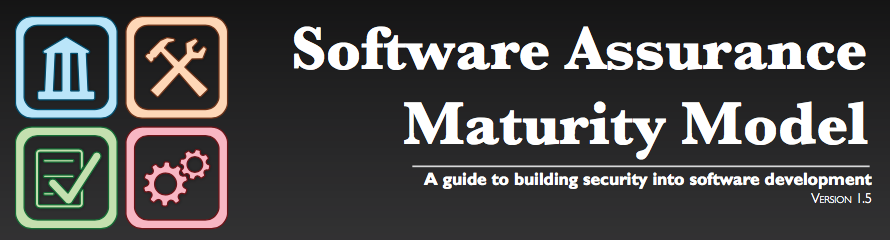 Software Assurance
Maturity Model
A guide to building security into software development
Version 1.5